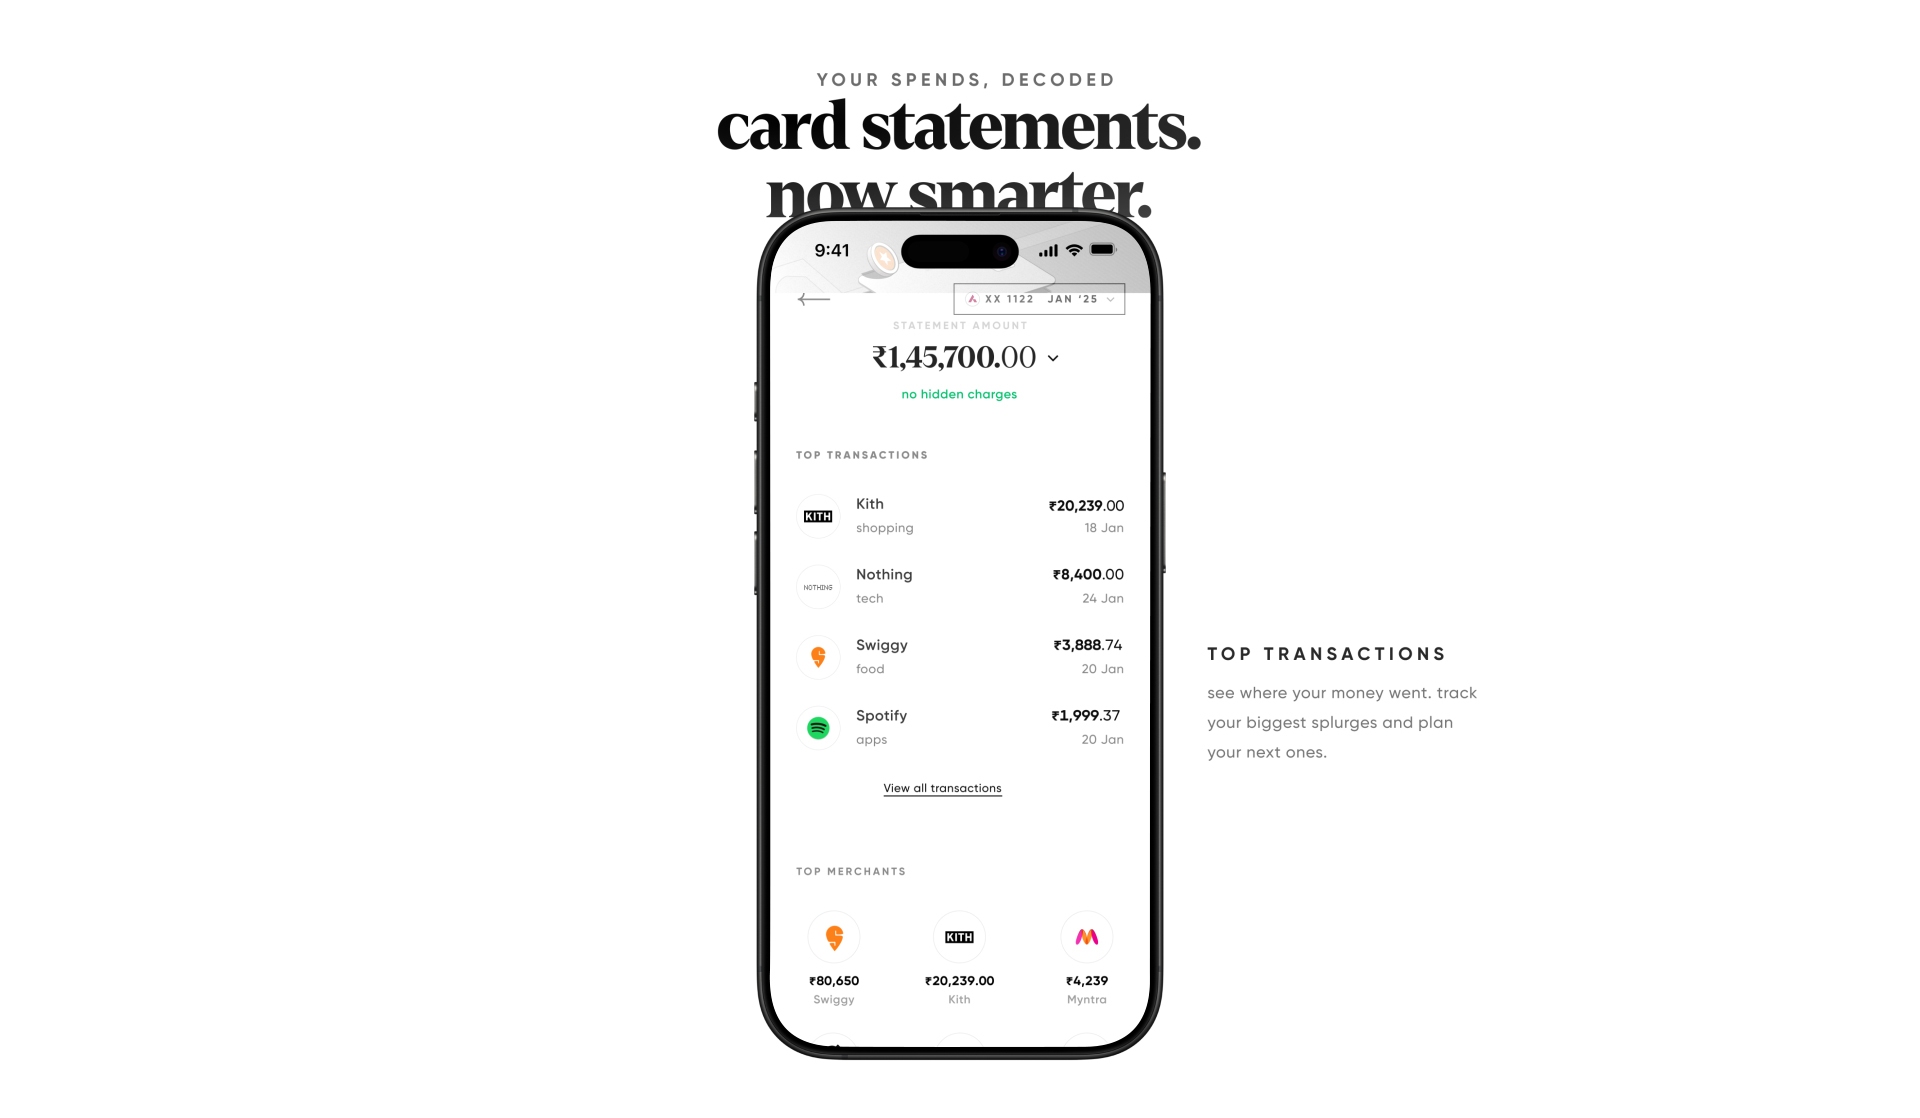 YOUR SPENDS, DECODED
card statements.
now smarter.
9:41
XX 1122 JAN ‘25
STATEMENT AMOUNT
₹1,45,700.00
no hidden charges
TOP TRANSACTIONS
KITH
Kith
₹20,239.00
shopping
18 Jan
NOTHING
Nothing
₹8,400.00
tech
24 Jan
Swiggy
₹3,888.74
food
20 Jan
Spotify
₹1,999.37
apps
20 Jan
View all transactions
TOP MERCHANTS
KITH
₹80,650
₹20,239.00
₹4,239
Swiggy
Kith
Myntra
TOP TRANSACTIONS
see where your money went. track
your biggest splurges and plan
your next ones.